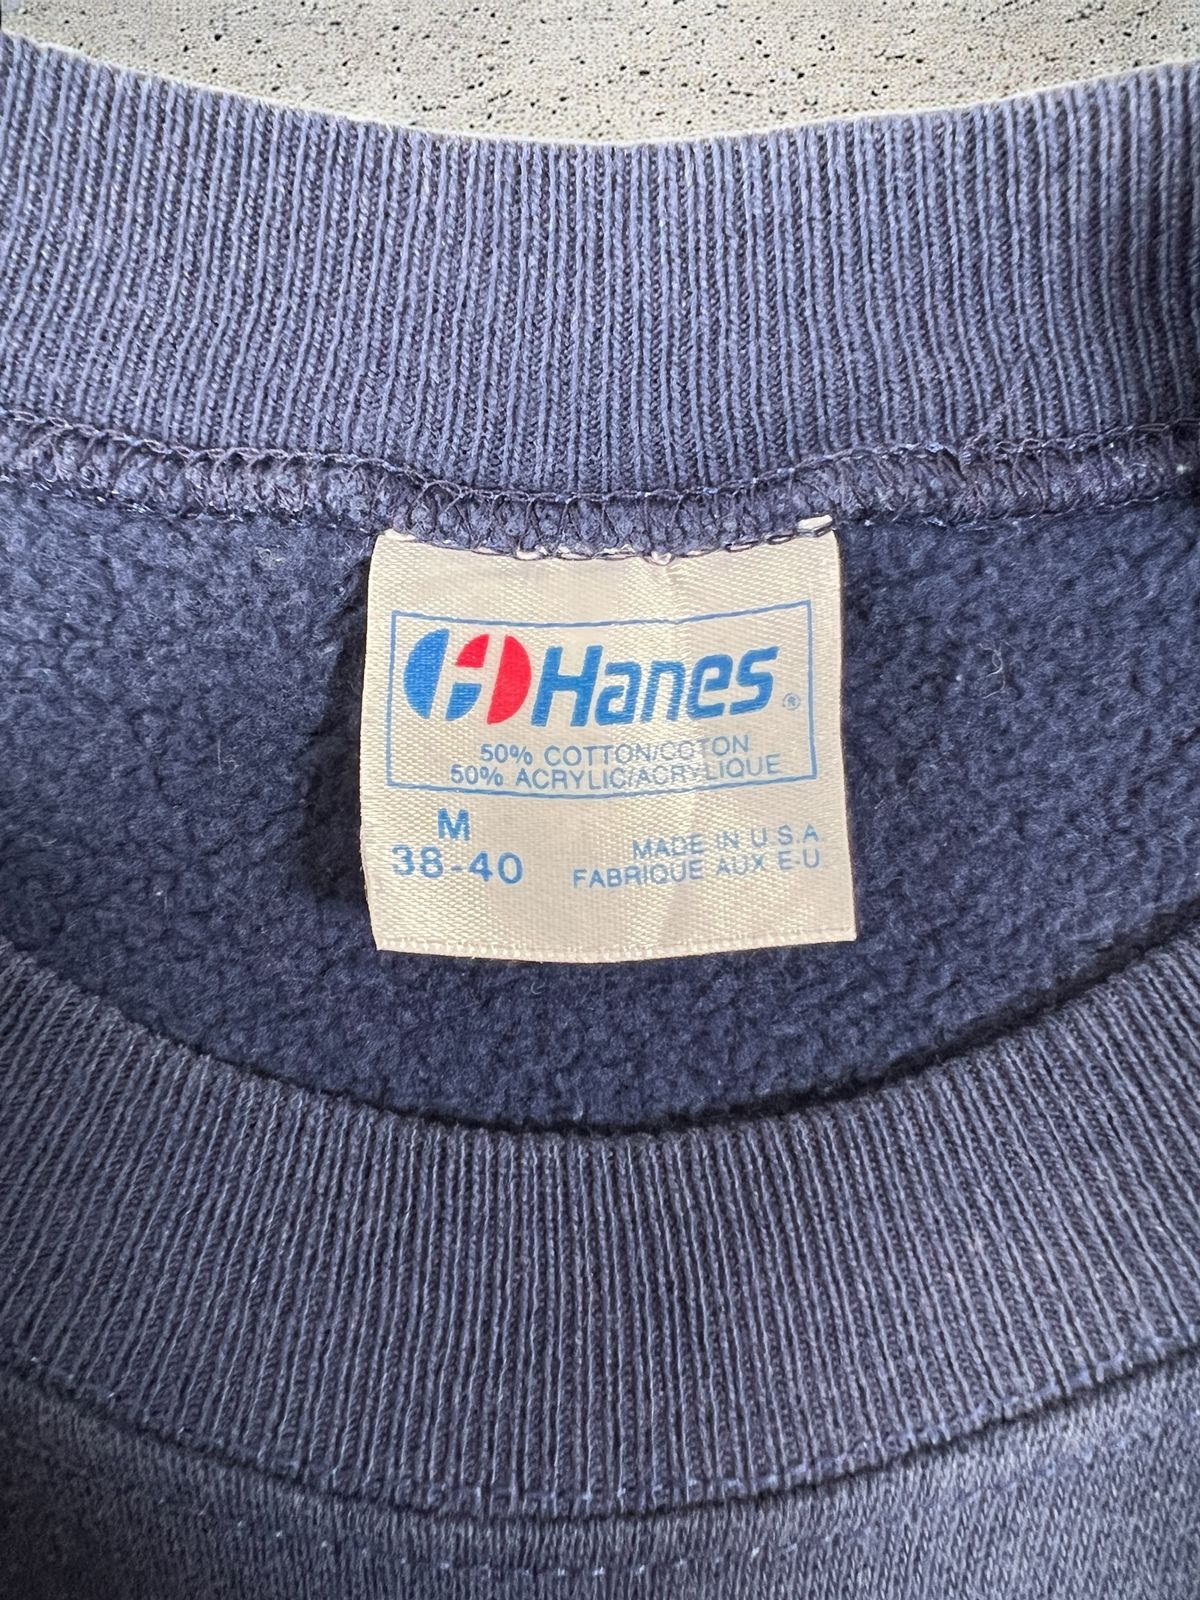 Hanes®
50% COTTON/COTON
50% ACRYLIC/ACRYLIQUE
M
38-40
MADE IN U.S.A
FABRIQUE AUX E-U